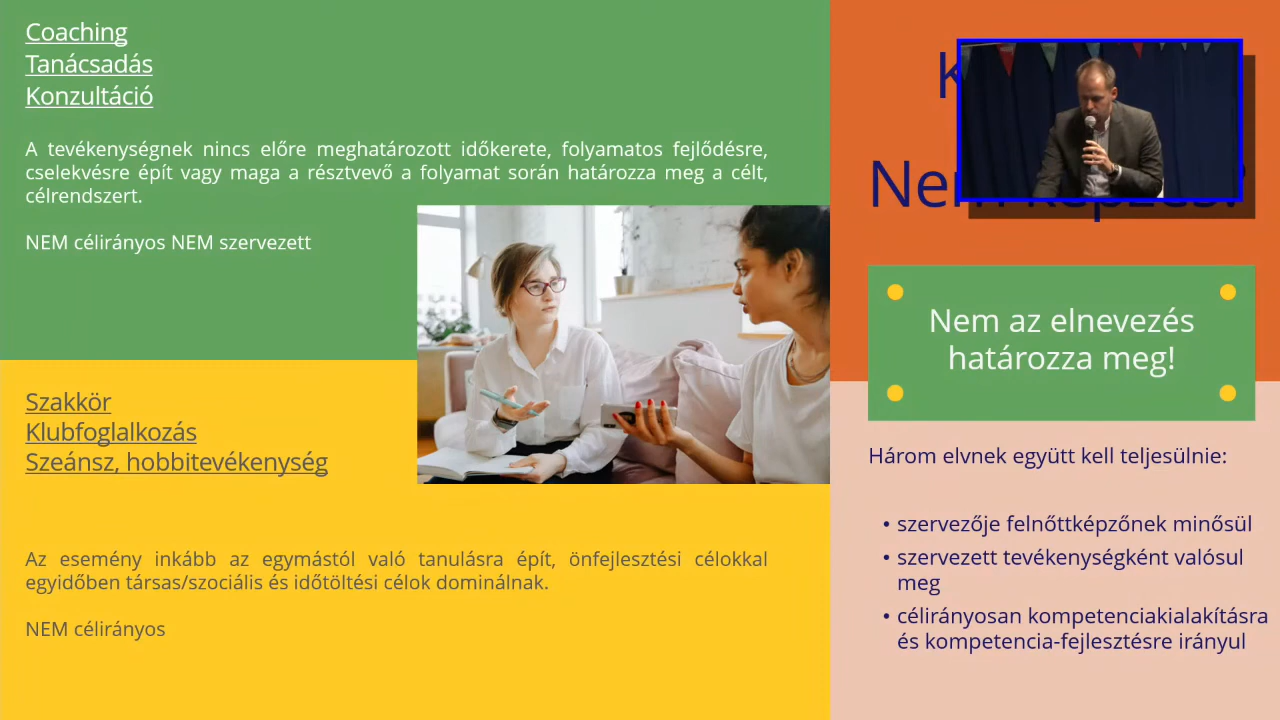 Coaching
Tanácsadás
Konzultáció
A tevékenységnek nincs előre meghatározott időkerete, folyamatos fejlődésre,
cselekvésre épít vagy maga a résztvevő a folyamat során határozza meg a célt,
célrendszert.
NEM célirányos NEM szervezett
Szakkör
Klubfoglalkozás
Szeánsz, hobbitevékenység
Az esemény inkább az egymástól való tanulásra épít, önfejlesztési célokkal
egyidőben társas/szociális és időtöltési célok dominálnak.
NEM célirányos
Nem képzés?
Nem az elnevezés
határozza meg!
Három elvnek együtt kell teljesülnie:
• szervezője felnőttképzőnek minősül
• szervezett tevékenységként valósul
meg
• célirányosan kompetenciakialakításra
és kompetencia-fejlesztésre irányul